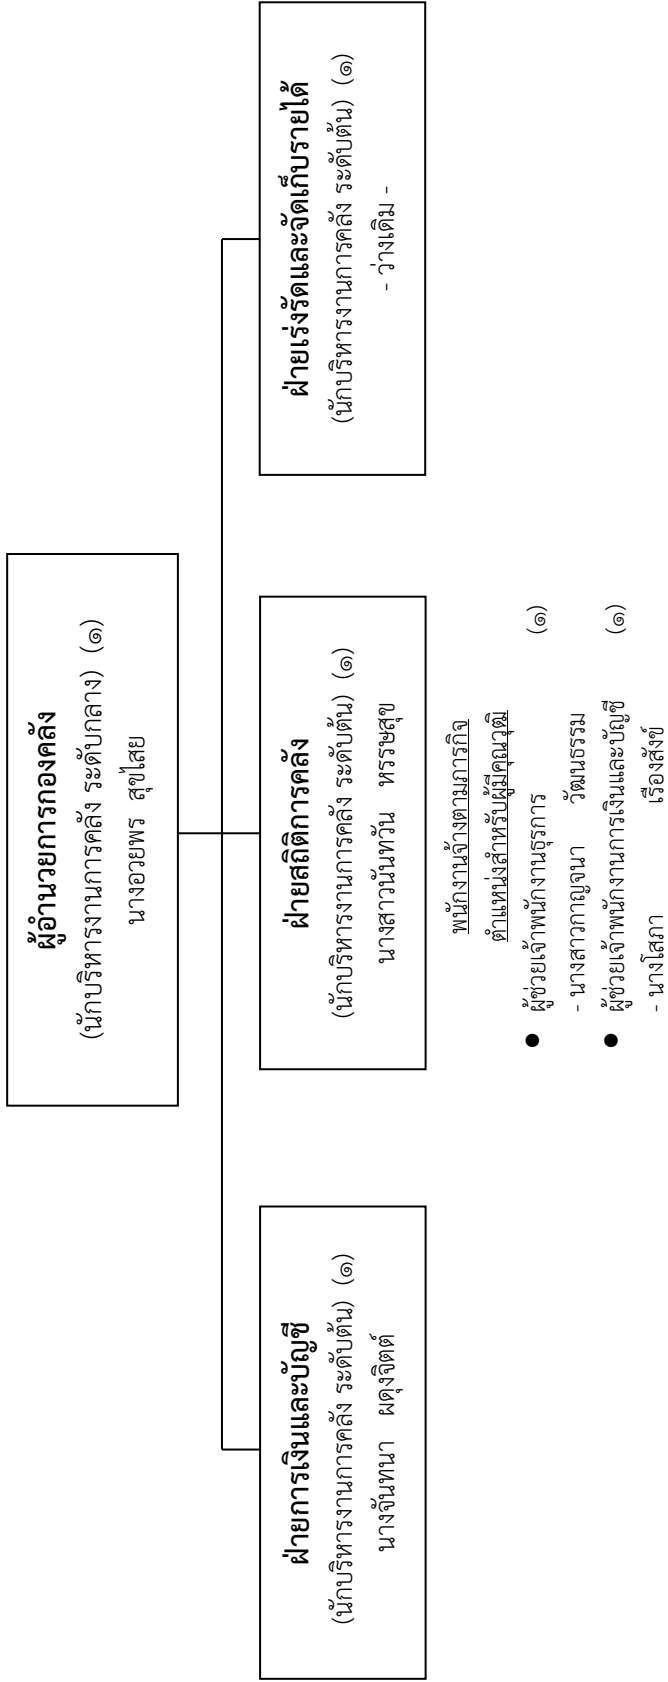 ผู้อำนวยการกองคลัง
(นักบริหารงานการคลัง ระดับกลาง) (๑)
นางอวยพร สุขไสย
ฝ่ายการเงินและบัญชี
(นักบริหารงานการคลัง ระดับต้น) (๑)
นางจันทนา ผดุงจิตต์
ฝ่ายสถิติการคลัง
(นักบริหารงานการคลัง ระดับต้น) (๑)
นางสาวนันทวัน หรรษสุข
ฝ่ายเร่งรัดและจัดเก็บรายได้
(นักบริหารงานการคลัง ระดับต้น) (๑)
- ว่างเดิม -
พนักงานจ้างตามภารกิจ
ตำแหน่งสำหรับผู้มีคุณวุฒิ
● ผู้ช่วยเจ้าพนักงานธุรการ (๑)
- นางสาวกาญจนา วัฒนธรรม
● ผู้ช่วยเจ้าพนักงานการเงินและบัญชี (๑)
- นางโสภา เรืองสังข์